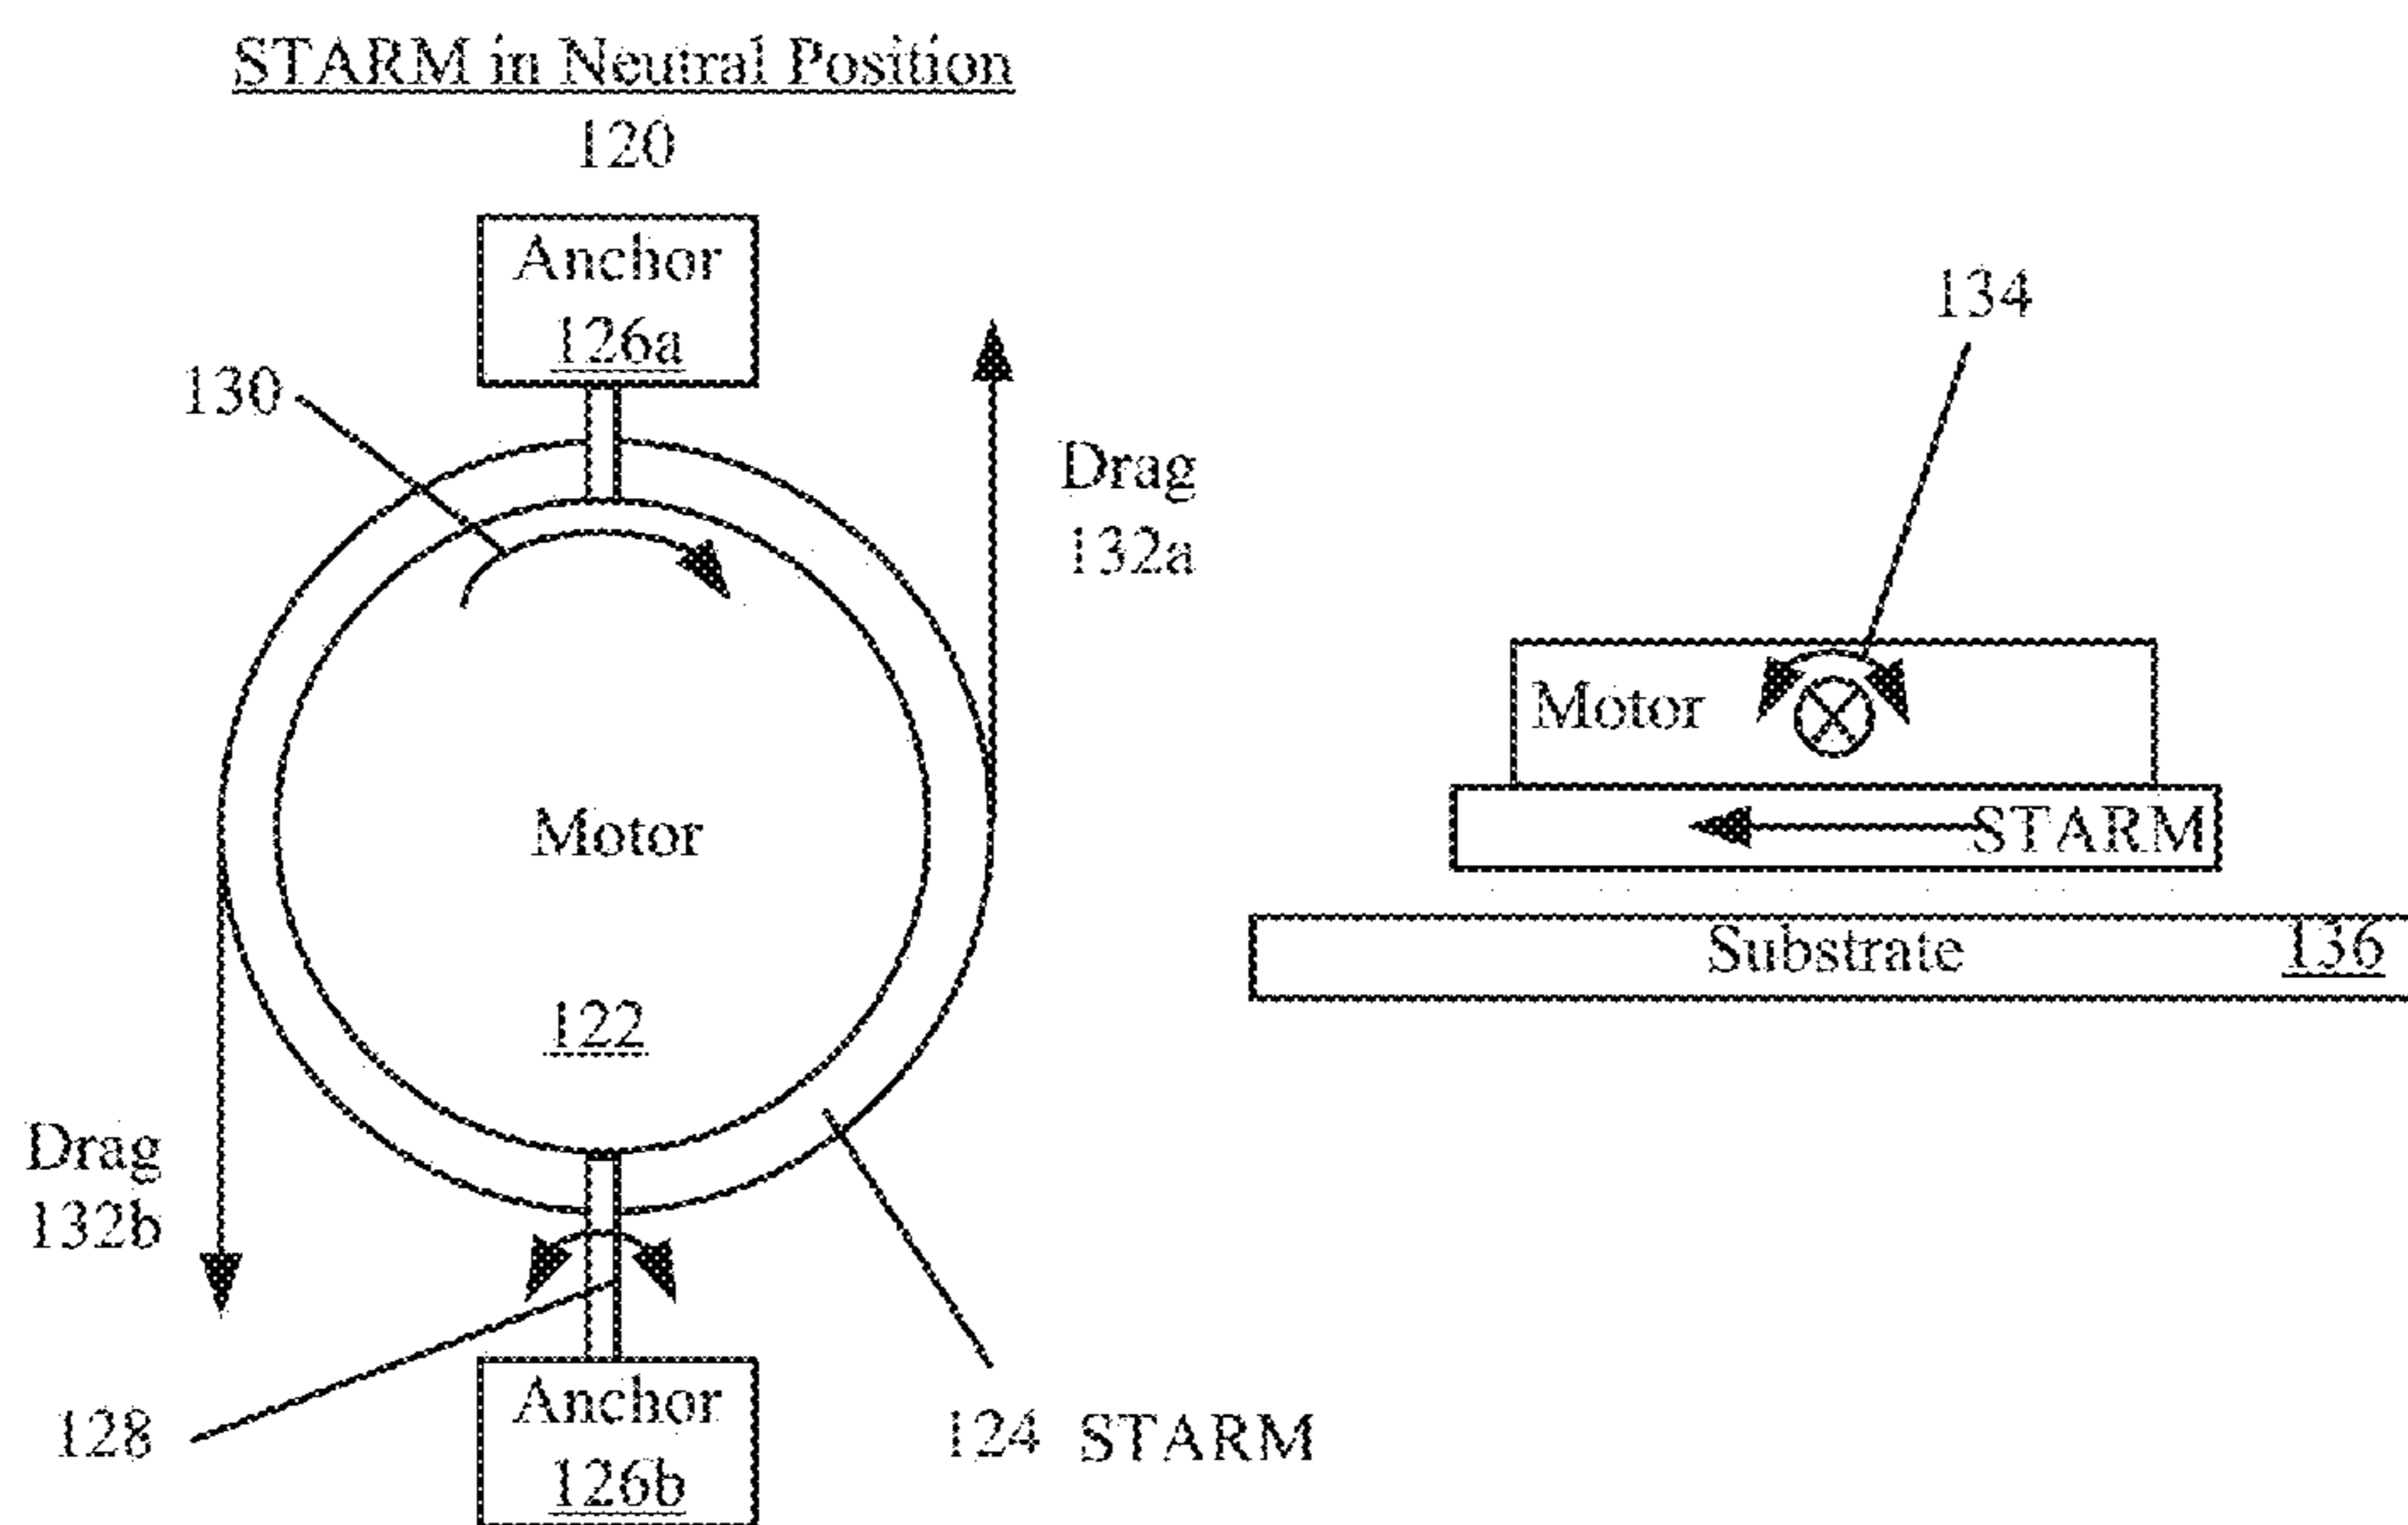 STARM in Neutral Position
120
Anchor
126a
130
Drag
132a
134
Motor
STARM
Substrate 136
Motor
122
Drag
132b
128
Anchor
126b
124 STARM